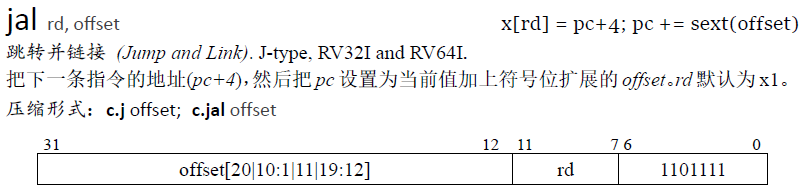 jal rd, offset x[rd] = pc+4; pc += sext(offset)
跳转并链接 (Jump and Link). J-type, RV32I and RV64I.
把下一条指令的地址(pc+4),然后把 pc 设置为当前值加上符号位扩展的 offset。rd 默认为 x1。
压缩形式：c.j offset; c.jal offset
31 12 11 7 6 0
offset[20|10:1|11|19:12] rd 1101111